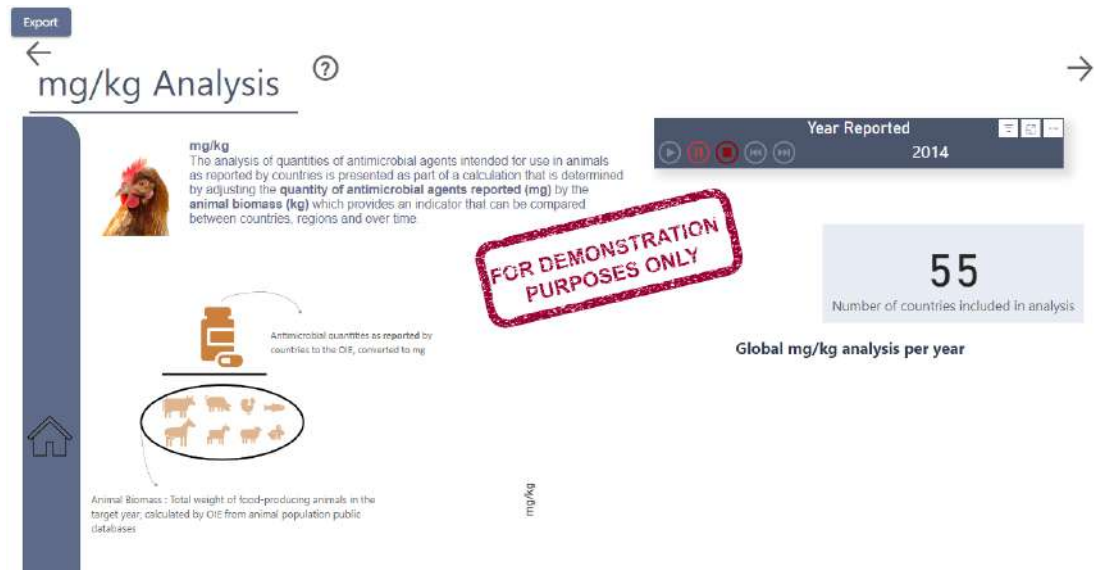 Export
mg/kg Analysis
?
mg/kg
The analysis of quantities of antimicrobial agents intended for use in animals
as reported by countries is presented as part of a calculation that is determined
by adjusting the quantity of antimicrobial agents reported (mg) by the
animal biomass (kg) which provides an indicator that can be compared
between countries, regions and over time
Year Reported
2014
FOR DEMONSTRATION
PURPOSES ONLY
55
Number of countries included in analysis
Antimicrobial quantities as reported by
countries to the OIE, converted to mg
Global mg/kg analysis per year
Animal Biomass : Total weight of food-producing animals in the
target year, calculated by OIE from animal population public
databases
mg/kg